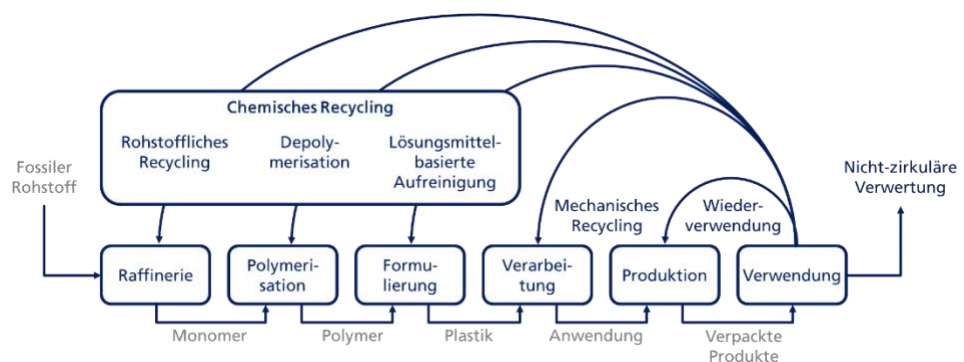 Chemisches Recycling
Rohstoffliches
Recycling
Depoly-
merisation
Lösungsmittel-
basierte
Aufreinigung
Fossiler
Rohstoff
Nicht-zirkuläre
Verwertung
Mechanisches
Recycling
Wieder-
verwendung
Raffinerie
Polymeri-
sation
Formu-
lierung
Verarbei-
tung
Produktion
Verwendung
Monomer
Polymer
Plastik
Anwendung
Verpackte
Produkte